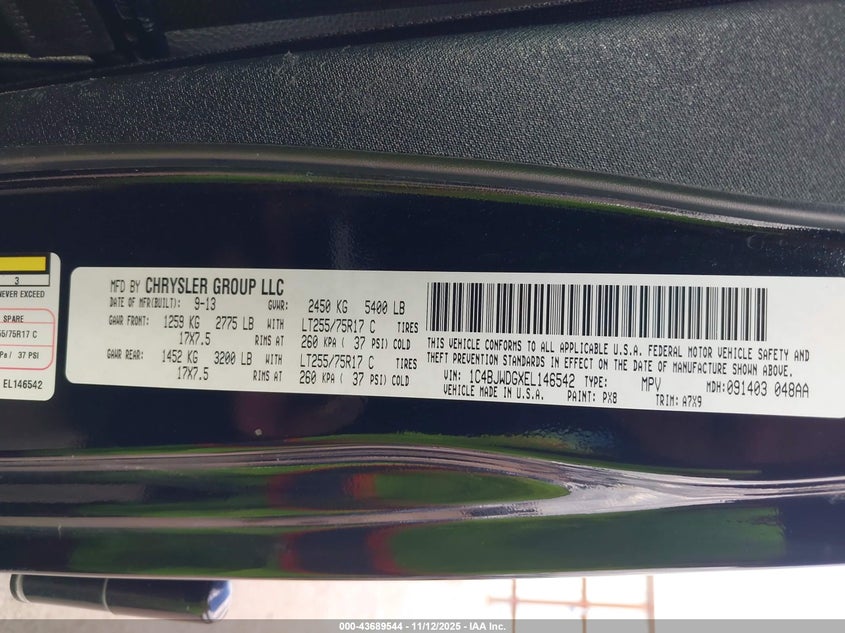 3
NEVER EXCEED
SPARE
55/75R17 C
Pa / 37 PSI
EL146542
MFD BY CHRYSLER GROUP LLC
DATE OF MFR(BUILT): 9-13 GVWR: 2450 KG 5400 LB
GAWR FRONT: 1259 KG 2775 LB WITH LT255/75R17 C TIRES
17X7.5 RIMS AT 260 KPA ( 37 PSI) COLD
GAWR REAR: 1452 KG 3200 LB WITH LT255/75R17 C TIRES
17X7.5 RIMS AT 260 KPA ( 37 PSI) COLD
THIS VEHICLE CONFORMS TO ALL APPLICABLE U.S.A. FEDERAL MOTOR VEHICLE SAFETY AND
THEFT PREVENTION STANDARDS IN EFFECT ON THE DATE OF MANUFACTURE SHOWN ABOVE.
VIN: 1C4BJWDGXEL146542 TYPE: MPV MDH: 091403 048AA
VEHICLE MADE IN U.S.A. PAINT: PX8 TRIM: A7X9
000-43689544 - 11/12/2025 - IAA Inc.